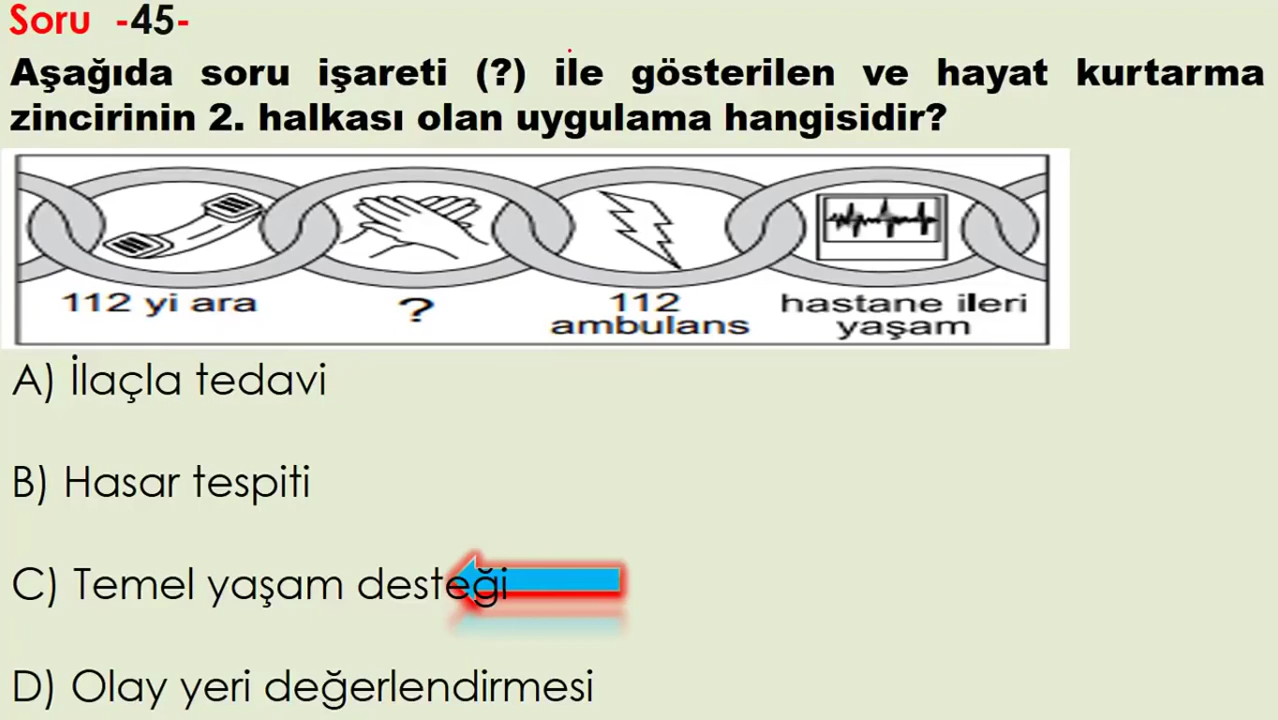 Soru -45-
Aşağıda soru işareti (?) ile gösterilen ve hayat kurtarma
zincirinin 2. halkası olan uygulama hangisidir?
112 yi ara
?
112
ambulans
hastane ileri
yaşam
A) İlaçla tedavi
B) Hasar tespiti
C) Temel yaşam desteği
D) Olay yeri değerlendirmesi